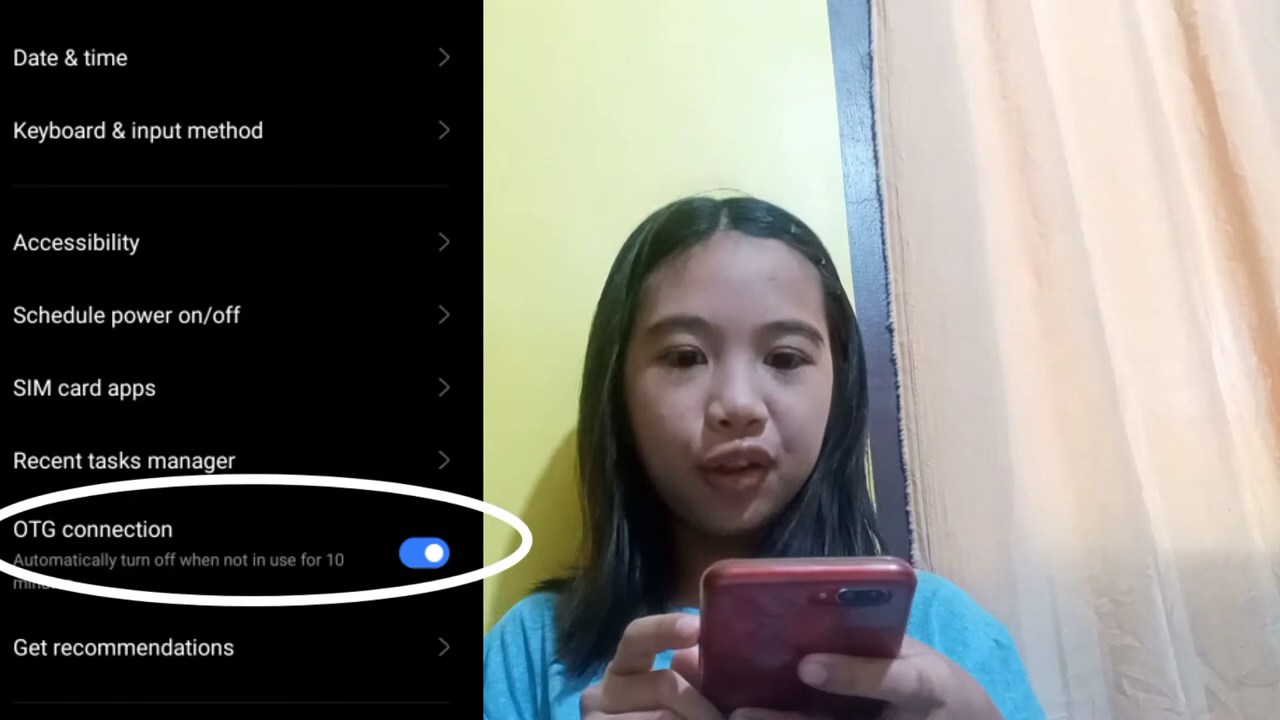 Date & time
Keyboard & input method
Accessibility
Schedule power on/off
SIM card apps
Recent tasks manager
OTG connection
Automatically turn off when not in use for 10
minutes
Get recommendations